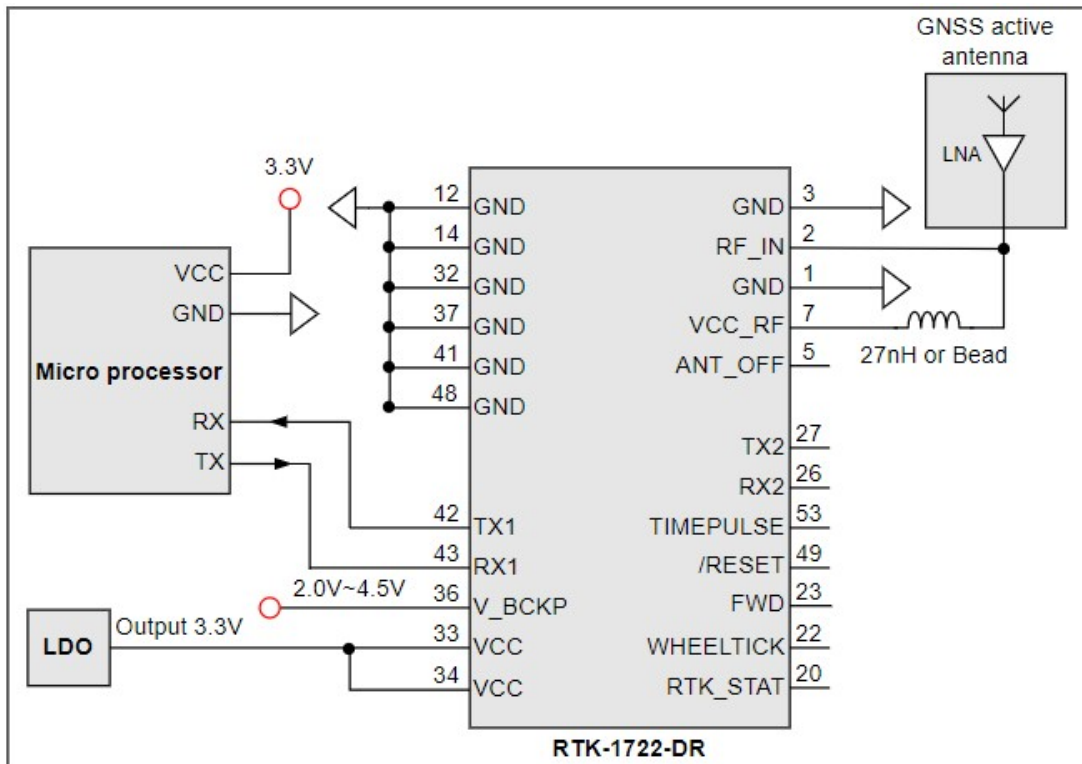 GNSS active
antenna
LNA
3.3V
VCC
GND
Micro processor
RX
TX
12 GND
14 GND
32 GND
37 GND
41 GND
48 GND
42 TX1
43 RX1
2.0V~4.5V 36 V_BCKP
LDO Output 3.3V 33 VCC
34 VCC
GND 3
RF_IN 2
GND 1
VCC_RF 7
27nH or Bead
ANT_OFF 5
TX2 27
RX2 26
TIMEPULSE 53
/RESET 49
FWD 23
WHEELTICK 22
RTK_STAT 20
RTK-1722-DR